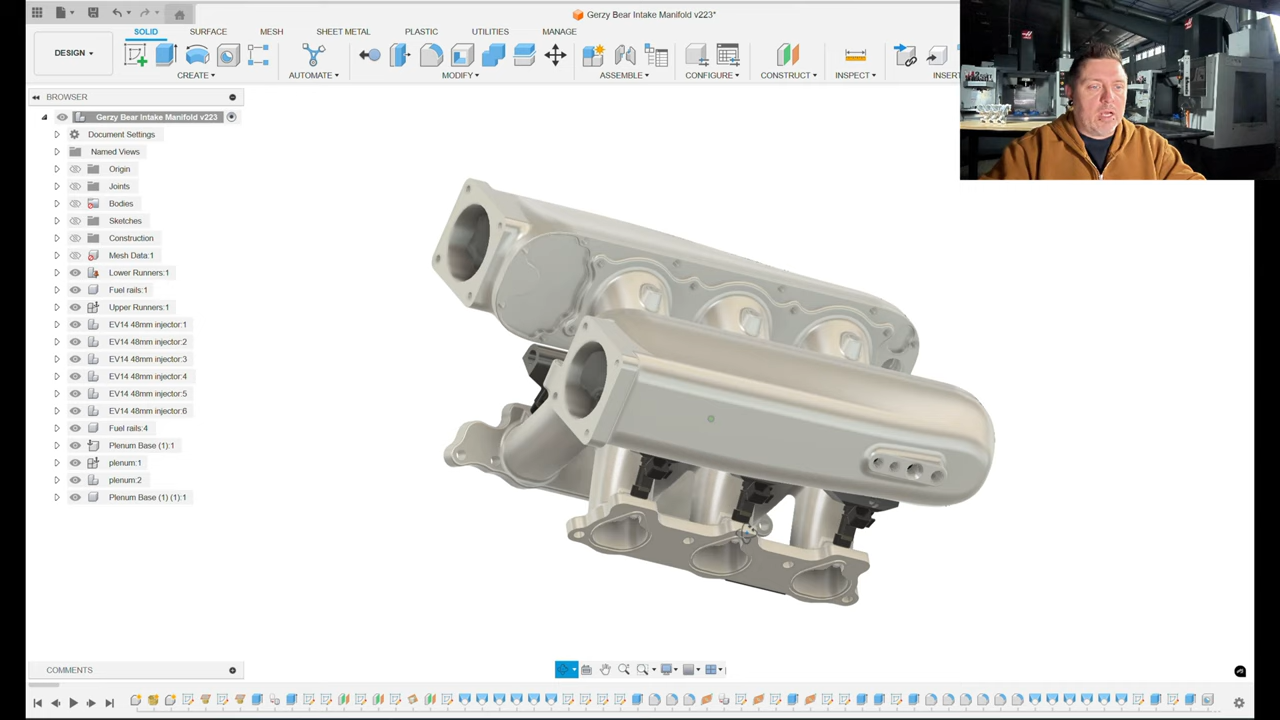 Gerzy Bear Intake Manifold v223*
SOLID SURFACE MESH SHEET METAL PLASTIC UTILITIES MANAGE
DESIGN
CREATE AUTOMATE MODIFY ASSEMBLE CONFIGURE CONSTRUCT INSPECT INSERT
BROWSER
Gerzy Bear Intake Manifold v223
Document Settings
Named Views
Origin
Joints
Bodies
Sketches
Construction
Mesh Data:1
Lower Runners:1
Fuel rails:1
Upper Runners:1
EV14 48mm injector:1
EV14 48mm injector:2
EV14 48mm injector:3
EV14 48mm injector:4
EV14 48mm injector:5
EV14 48mm injector:6
Fuel rails:4
Plenum Base (1):1
plenum:1
plenum:2
Plenum Base (1) (1):1
COMMENTS